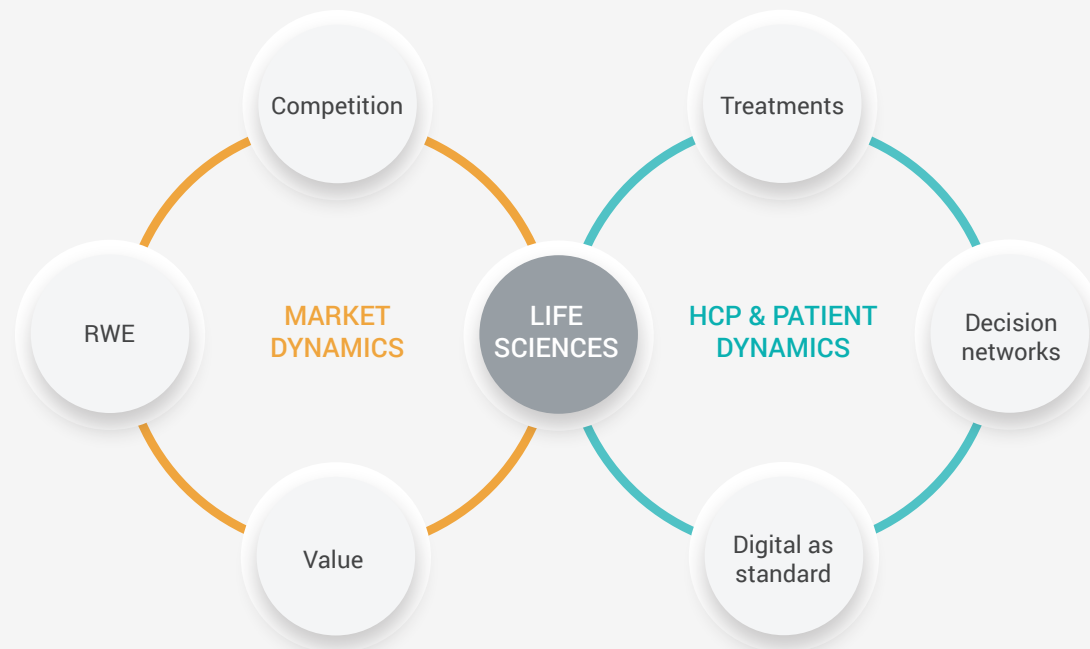 Competition
Treatments
RWE
MARKET
DYNAMICS
LIFE
SCIENCES
HCP & PATIENT
DYNAMICS
Decision
networks
Value
Digital as
standard